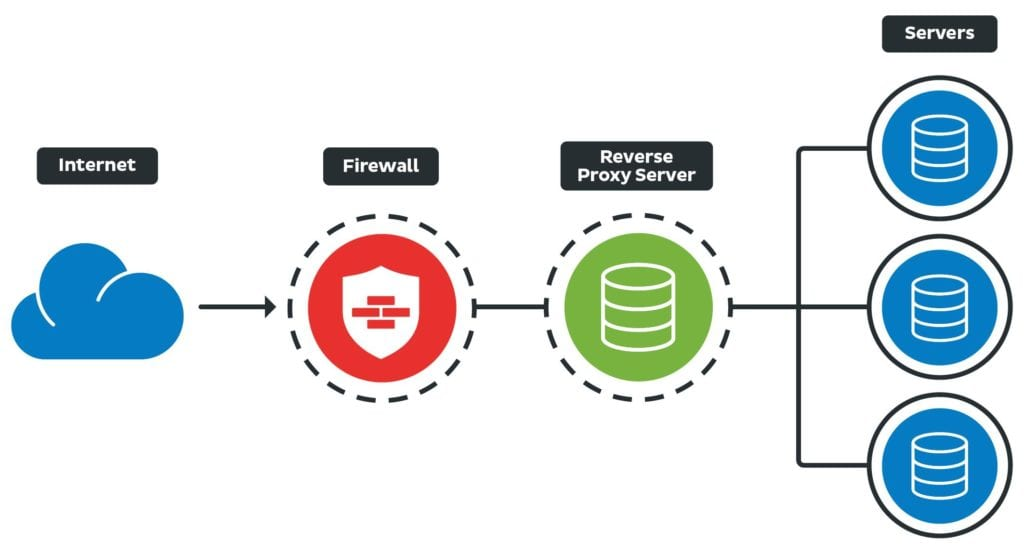 Servers
Internet
Firewall
Reverse
Proxy Server